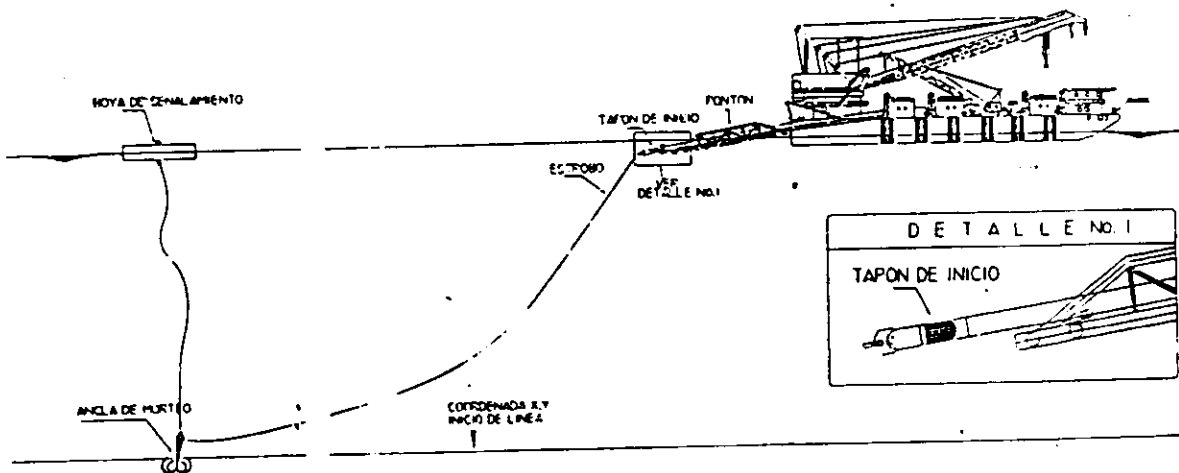 BOYA DE SEÑALAMIENTO
TAPON DE INICIO
PONTON
ESTROBO
VER
DETALLE NO.1
DETALLE No. 1
TAPON DE INICIO
ANCLA DE MUERTEO
COORDENADA X,Y
INICIO DE LINEA